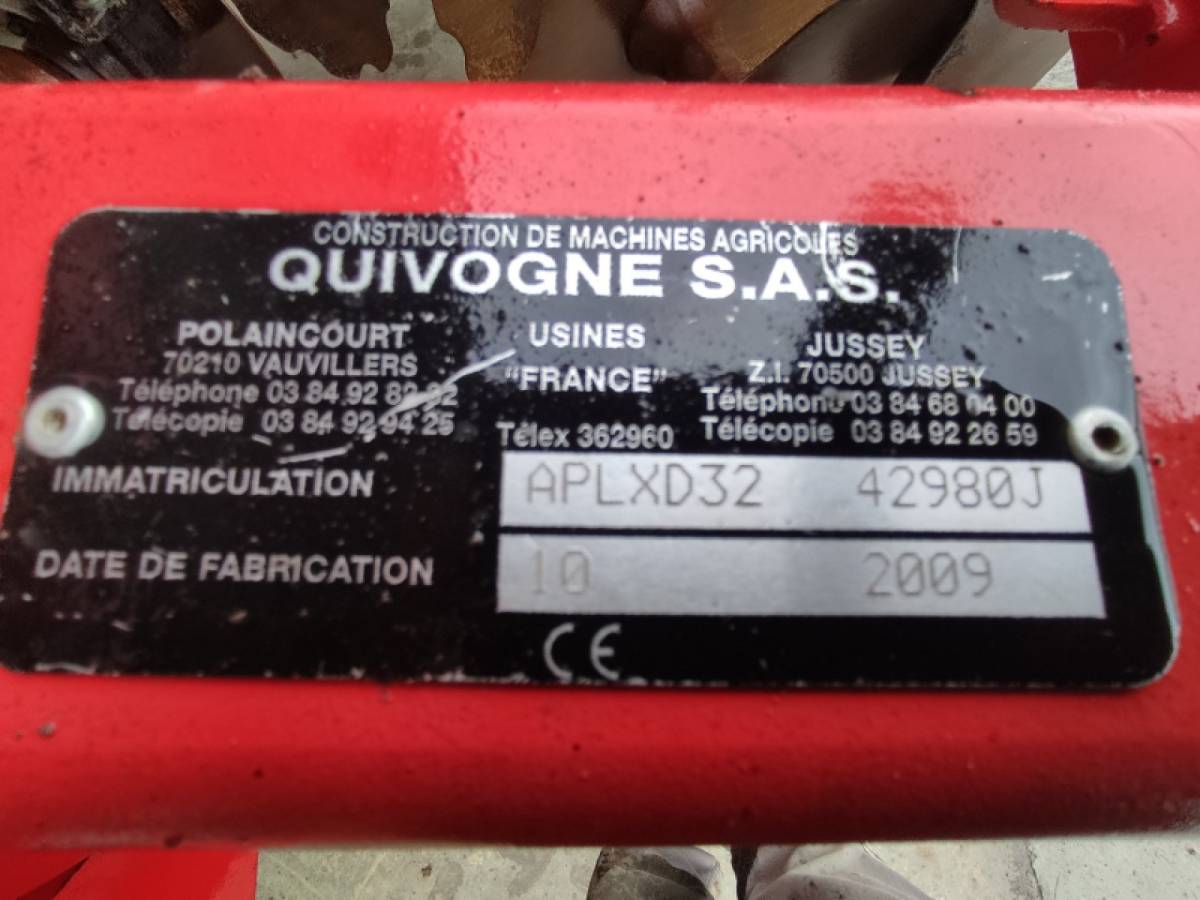 CONSTRUCTION DE MACHINES AGRICOLES
QUIVOGNE S.A.S.
POLAINCOURT
70210 VAUVILLERS
Téléphone 03 84 92 82 82
Télécopie 03 84 92 94 25
USINES
"FRANCE"
Télex 362960
JUSSEY
Z.I. 70500 JUSSEY
Téléphone 03 84 68 04 00
Télécopie 03 84 92 26 59
IMMATRICULATION APLXD32 42980J
DATE DE FABRICATION 10 2009
CE